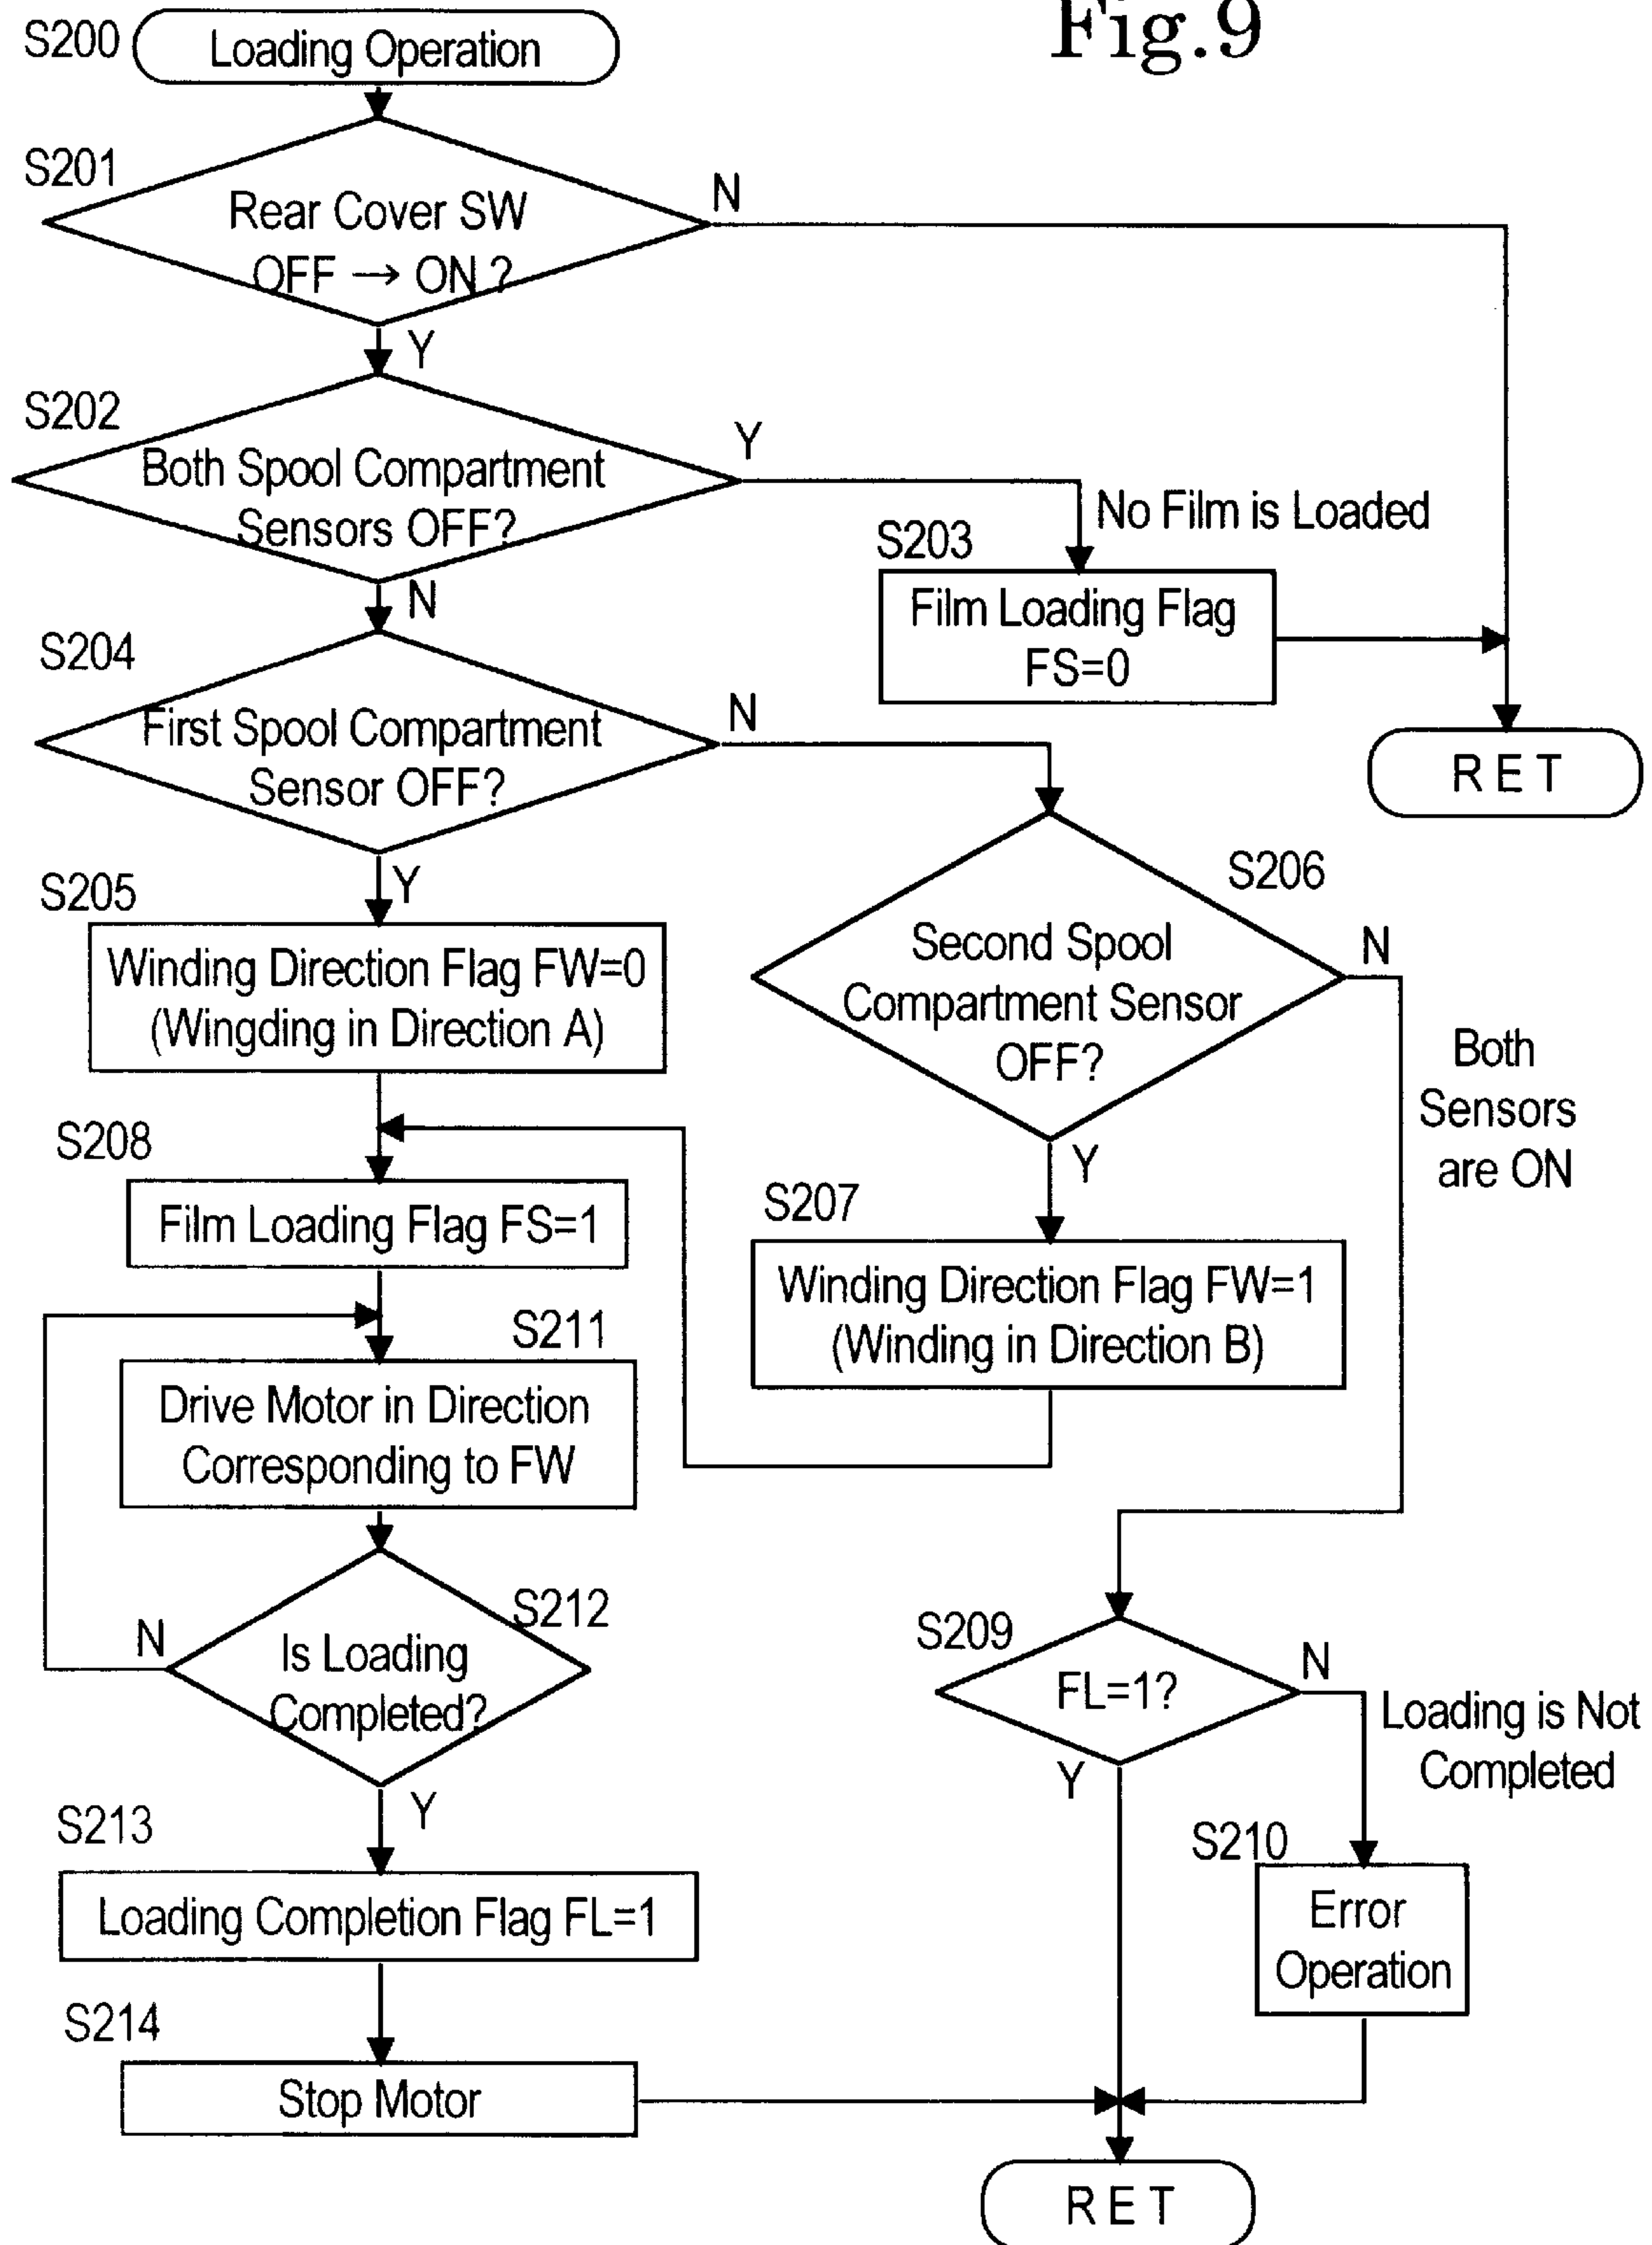 Fig.9
S200
Loading Operation
S201
Rear Cover SW
OFF → ON ?
N
Y
S202
Both Spool Compartment
Sensors OFF?
Y
No Film is Loaded
S203
Film Loading Flag
FS=0
N
S204
First Spool Compartment
Sensor OFF?
N
RET
Y
S205
Winding Direction Flag FW=0
(Wingding in Direction A)
S206
Second Spool
Compartment Sensor
OFF?
N
Both
Sensors
are ON
Y
S207
Winding Direction Flag FW=1
(Winding in Direction B)
S208
Film Loading Flag FS=1
S211
Drive Motor in Direction
Corresponding to FW
S212
Is Loading
Completed?
N
Y
S209
FL=1?
N
Loading is Not
Completed
Y
S210
Error
Operation
S213
Loading Completion Flag FL=1
S214
Stop Motor
RET